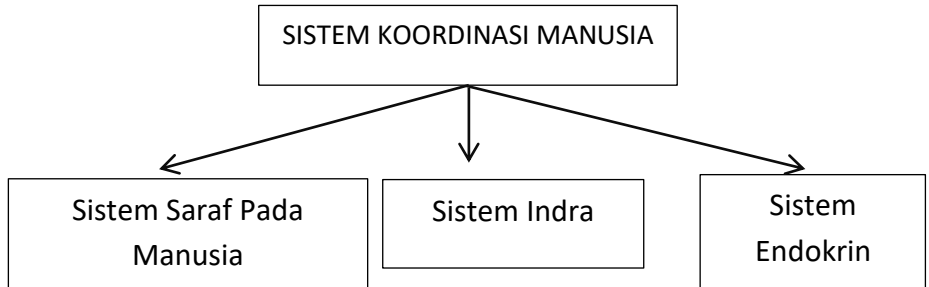 SISTEM KOORDINASI MANUSIA
Sistem Saraf Pada
Manusia
Sistem Indra
Sistem
Endokrin